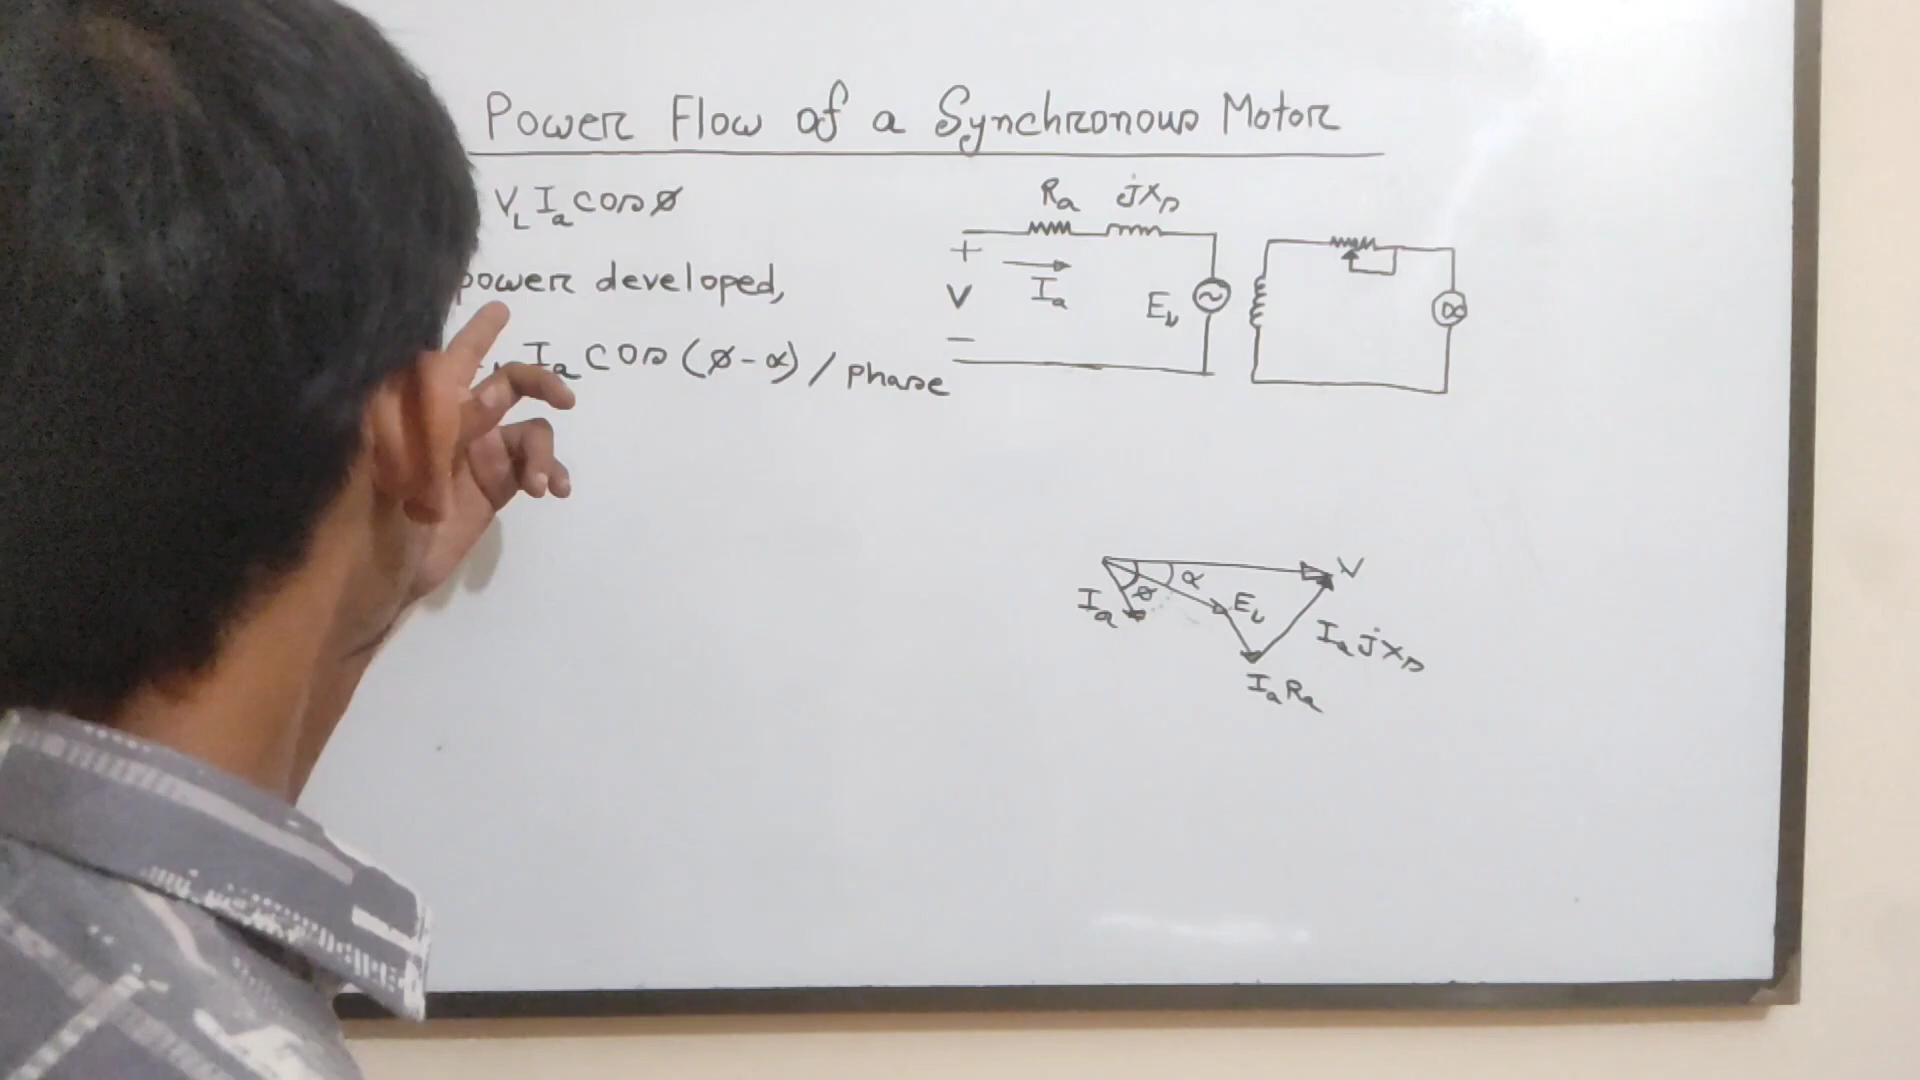 Power Flow of a Synchronous Motor
V_L I_a cos ø
power developed,
I_a cos (ø - α) / phase
R_a jX_s
+
V
-
I_a
E_b
DC
V
α
ø
I_a
E_b
I_a jX_s
I_a R_a